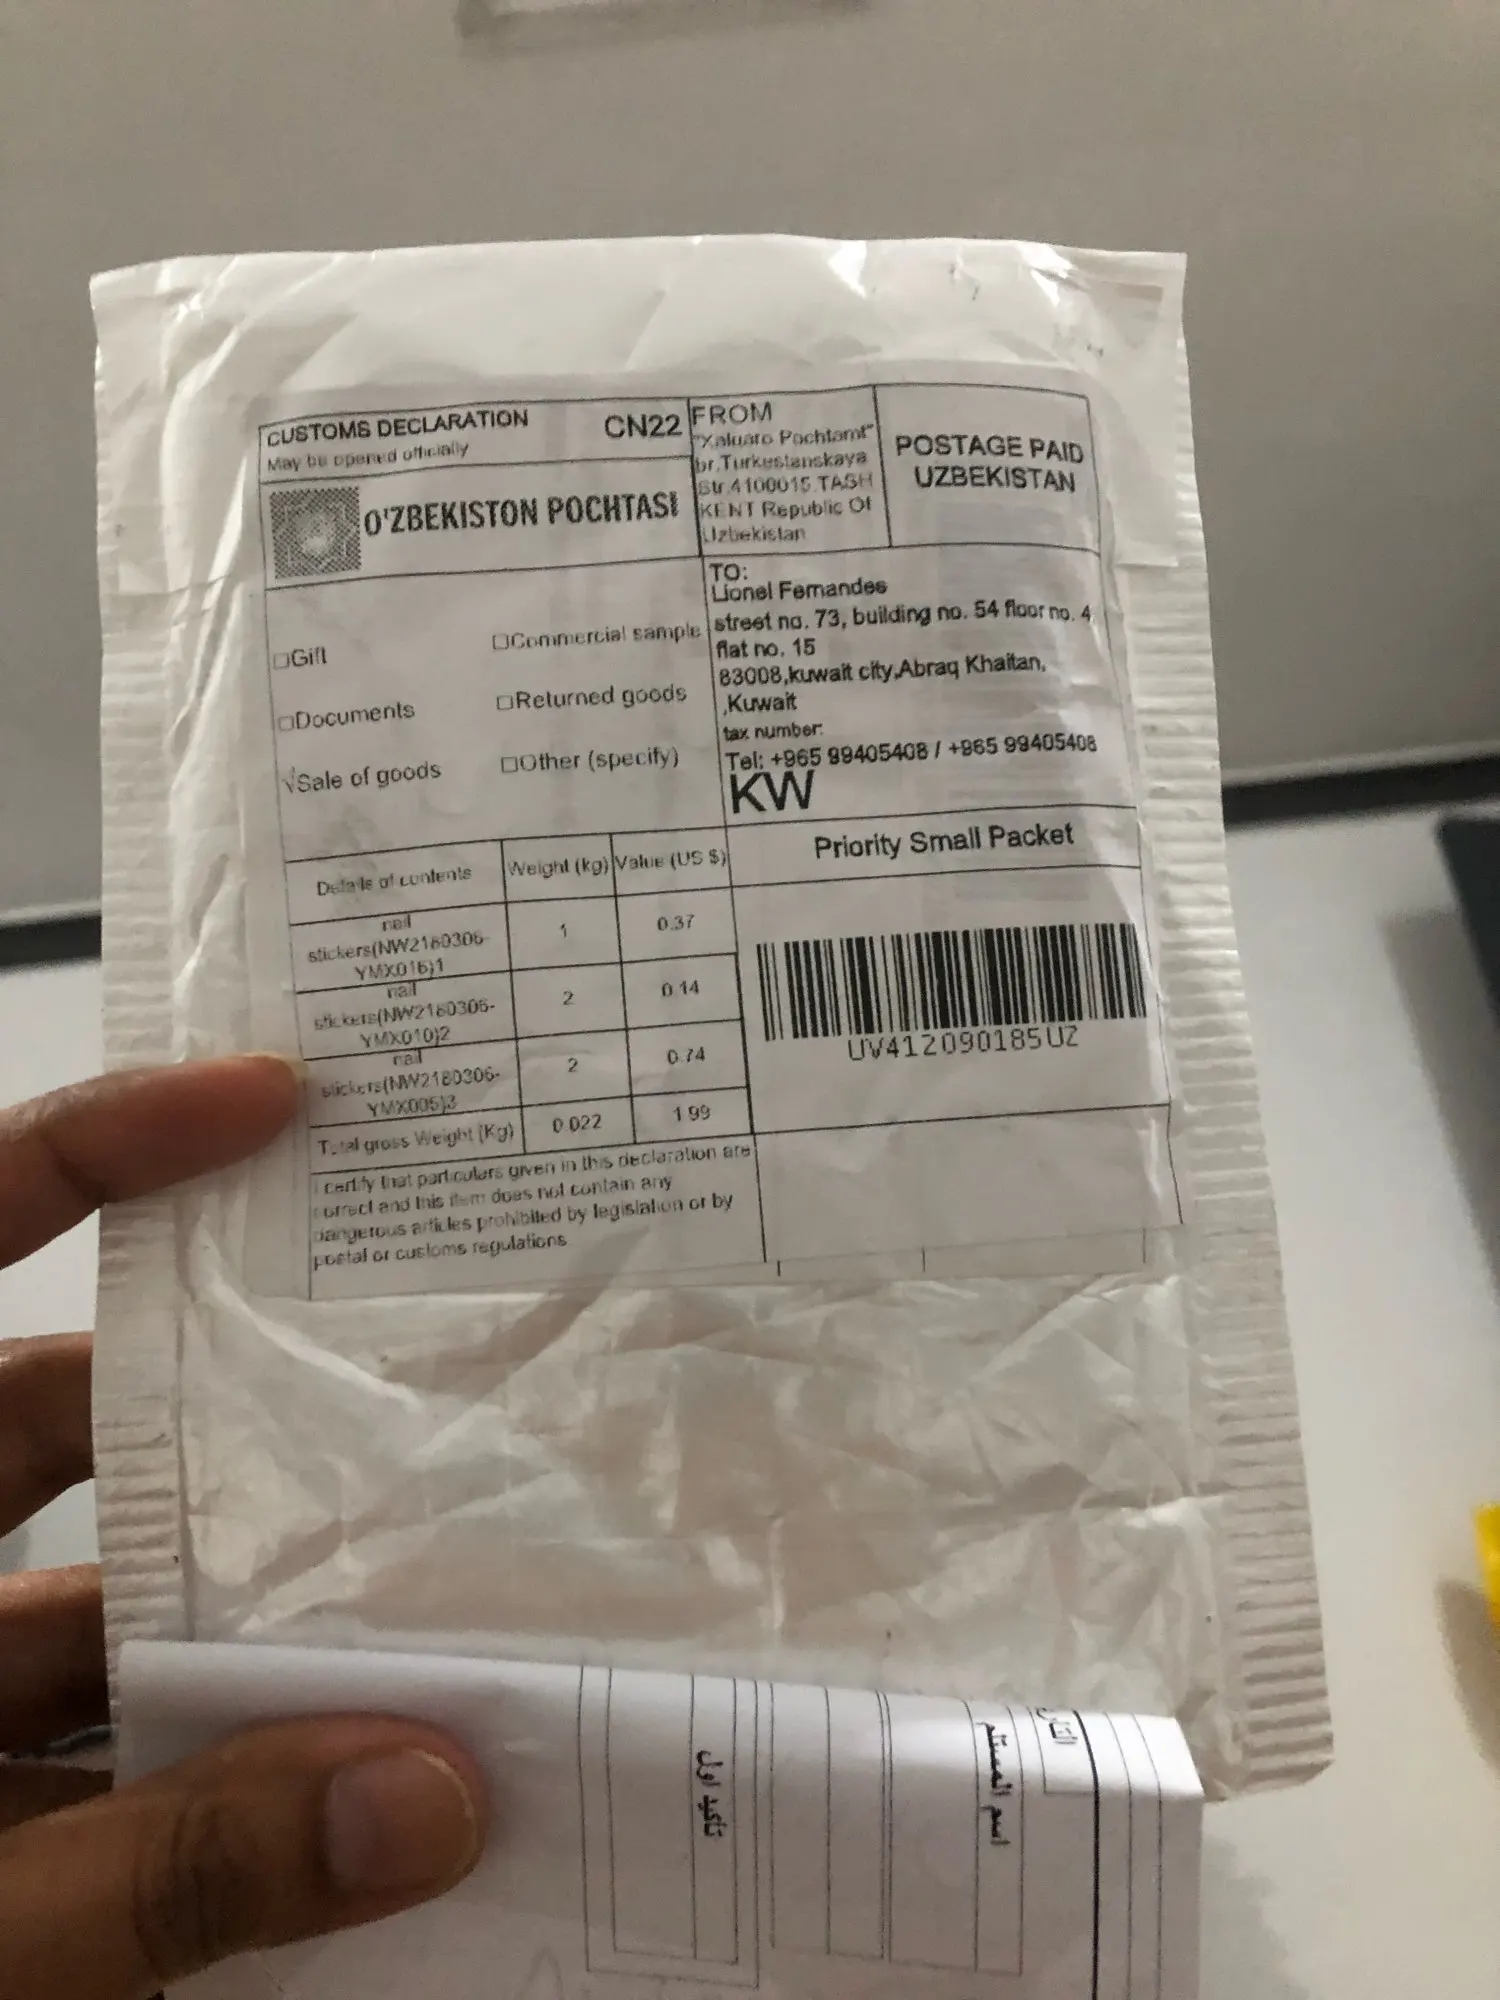 CUSTOMS DECLARATION
May be opened officially
CN22
O'ZBEKISTON POCHTASI
FROM
"Xaluaro Pochtamt"
br.Turkestanskaya
Str.4100015.TASH
KENT Republic Of
Uzbekistan
POSTAGE PAID
UZBEKISTAN
□Gift
□Commercial sample
□Documents
□Returned goods
√Sale of goods
□Other (specify)
TO:
Lionel Fernandes
street no. 73, building no. 54 floor no. 4
flat no. 15
83008,kuwait city,Abraq Khaitan,
,Kuwait
tax number:
Tel: +965 99405408 / +965 99405408
KW
Details of contents
Weight (kg)
Value (US $)
nail
stickers(NW2180306-
YMX016)1
1
0.37
nail
stickers(NW2180306-
YMX010)2
2
0.14
nail
stickers(NW2180306-
YMX005)3
2
0.74
Total gross Weight (Kg)
0.022
1.99
I certify that particulars given in this declaration are
correct and this item does not contain any
dangerous articles prohibited by legislation or by
postal or customs regulations
Priority Small Packet
UV412090185UZ
اسم المستلم
تأكيد اول